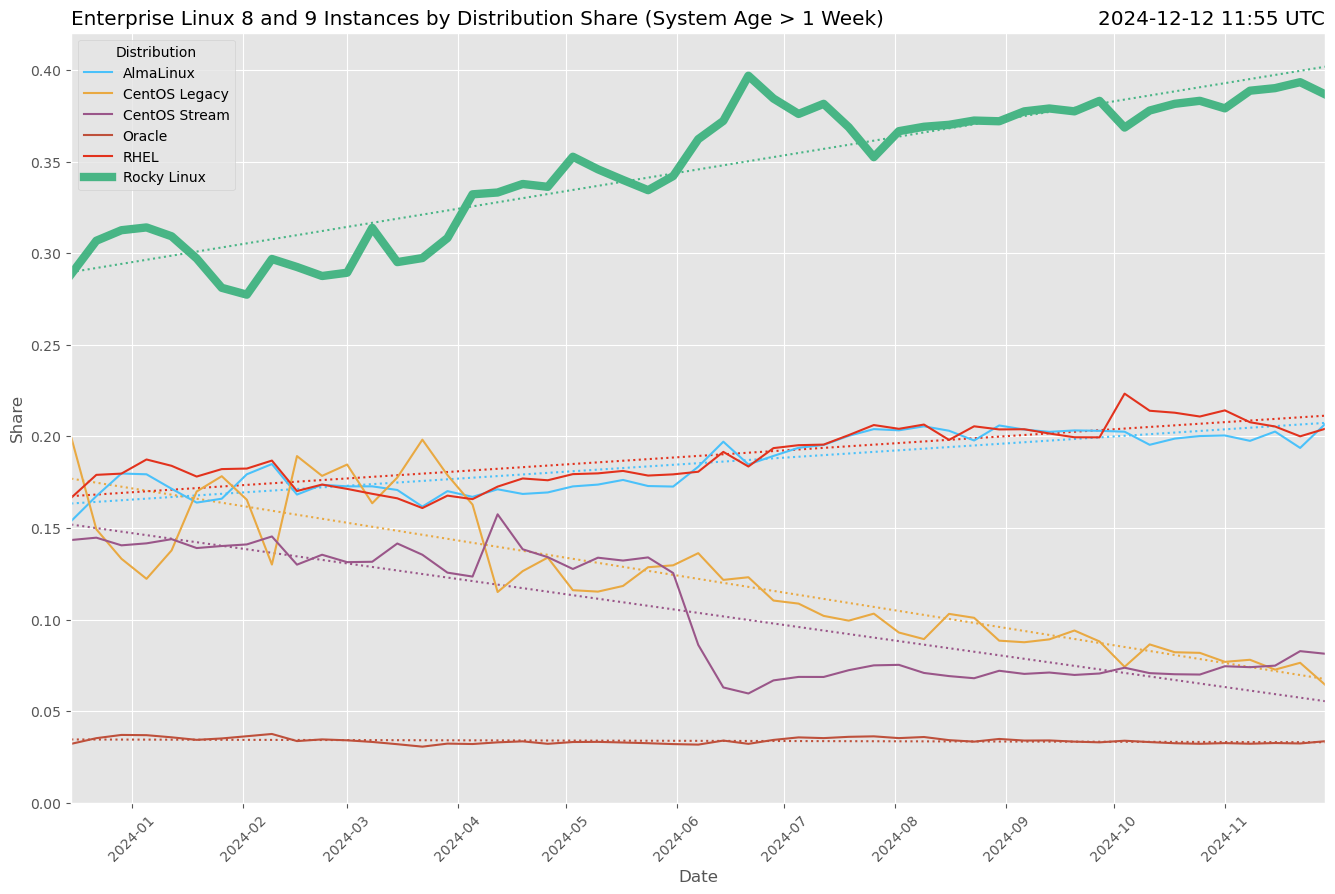 Enterprise Linux 8 and 9 Instances by Distribution Share (System Age > 1 Week)
2024-12-12 11:55 UTC
Distribution
AlmaLinux
CentOS Legacy
CentOS Stream
Oracle
RHEL
Rocky Linux
Share
0.40
0.35
0.30
0.25
0.20
0.15
0.10
0.05
0.00
2024-01
2024-02
2024-03
2024-04
2024-05
2024-06
2024-07
2024-08
2024-09
2024-10
2024-11
Date